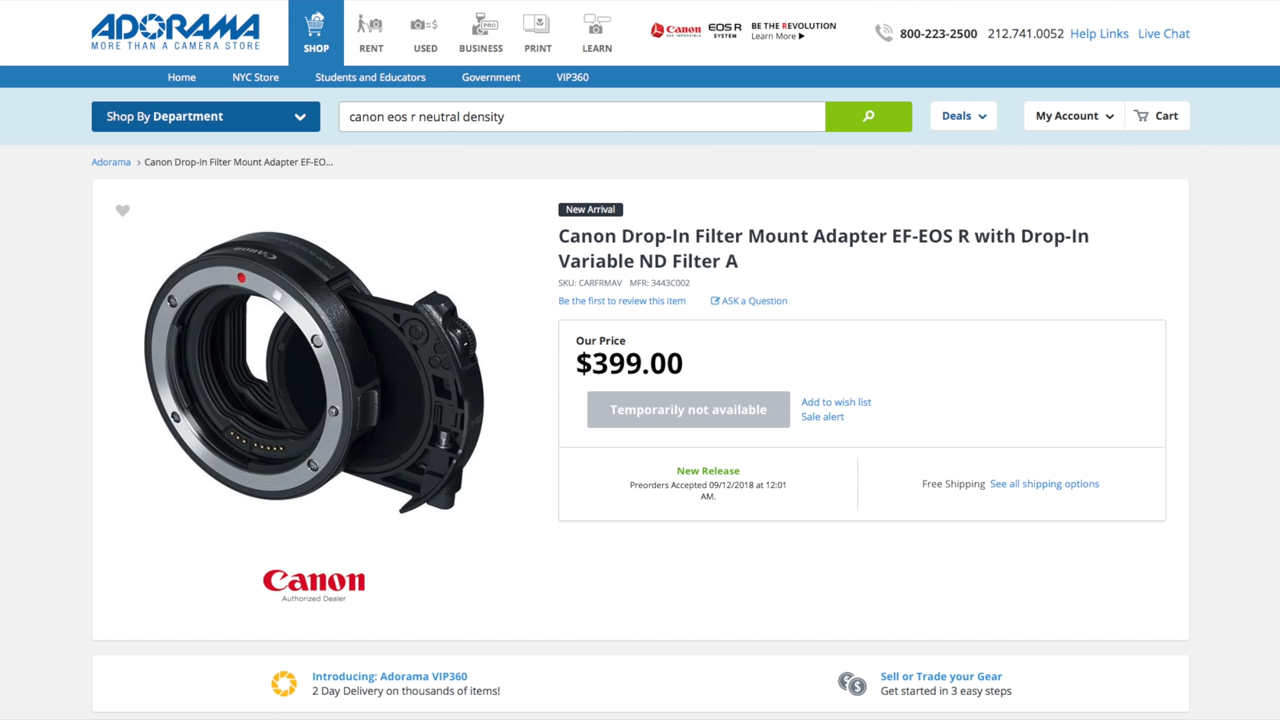 ADORAMA
MORE THAN A CAMERA STORE
SHOP
RENT
USED
BUSINESS
PRO
PRINT
LEARN
Canon
EOS R
SYSTEM
BE THE REVOLUTION
Learn More ▶
800-223-2500 212.741.0052 Help Links Live Chat
Home NYC Store Students and Educators Government VIP360
Shop By Department
canon eos r neutral density
Deals
My Account
Cart
Adorama › Canon Drop-In Filter Mount Adapter EF-EO...
New Arrival
Canon Drop-In Filter Mount Adapter EF-EOS R with Drop-In
Variable ND Filter A
SKU: CARFRMAV MFR: 3443C002
Be the first to review this item ASK a Question
Our Price
$399.00
Temporarily not available
Add to wish list
Sale alert
New Release
Preorders Accepted 09/12/2018 at 12:01
AM.
Free Shipping See all shipping options
Canon
Canon
Authorized Dealer
Introducing: Adorama VIP360
2 Day Delivery on thousands of items!
Sell or Trade your Gear
Get started in 3 easy steps